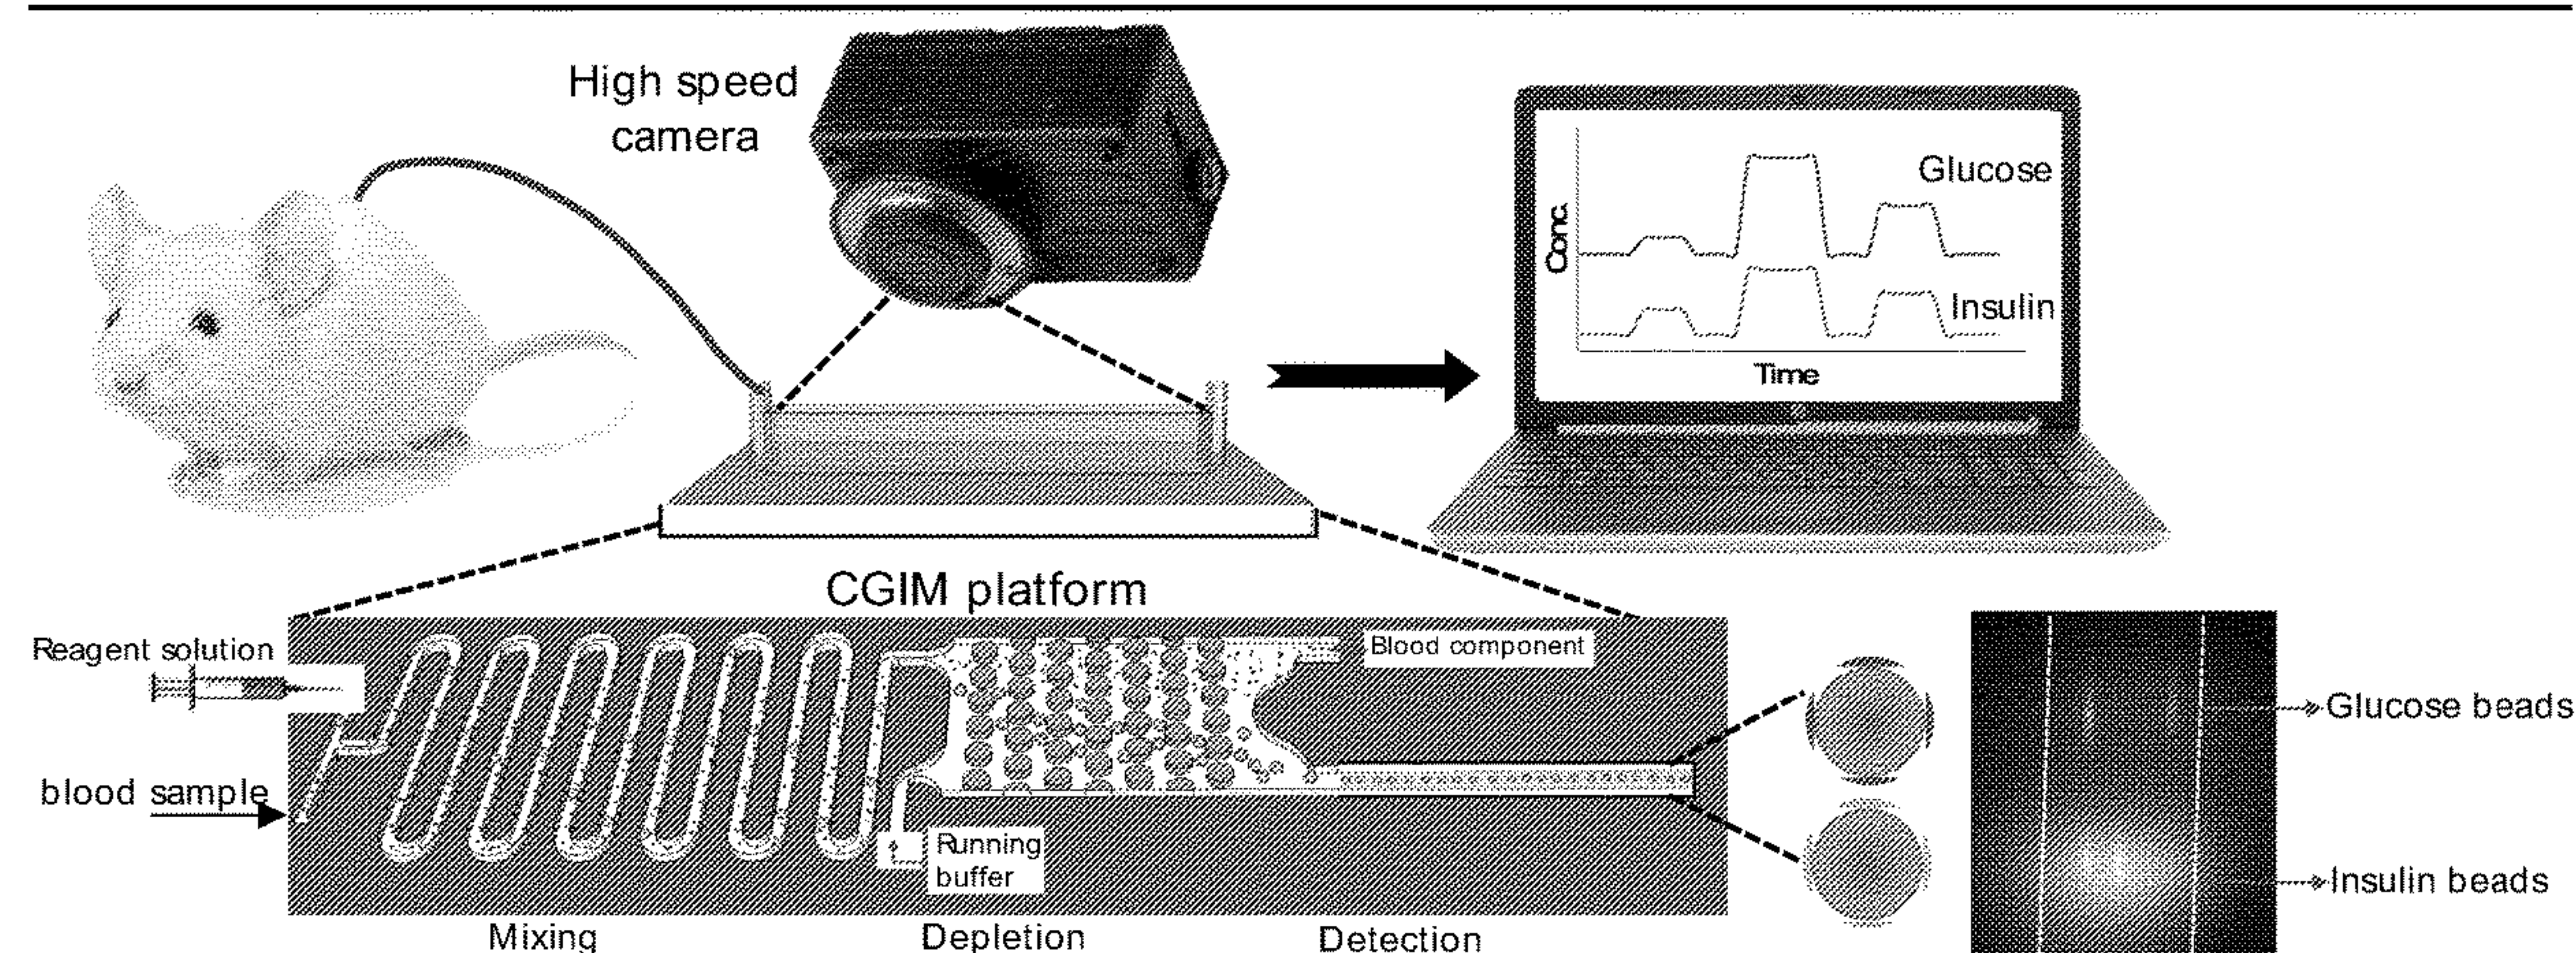 High speed
camera
Glucose
Conc.
Insulin
Time
CGIM platform
Reagent solution
Blood component
Glucose beads
blood sample
Running
buffer
Insulin beads
Mixing
Depletion
Detection